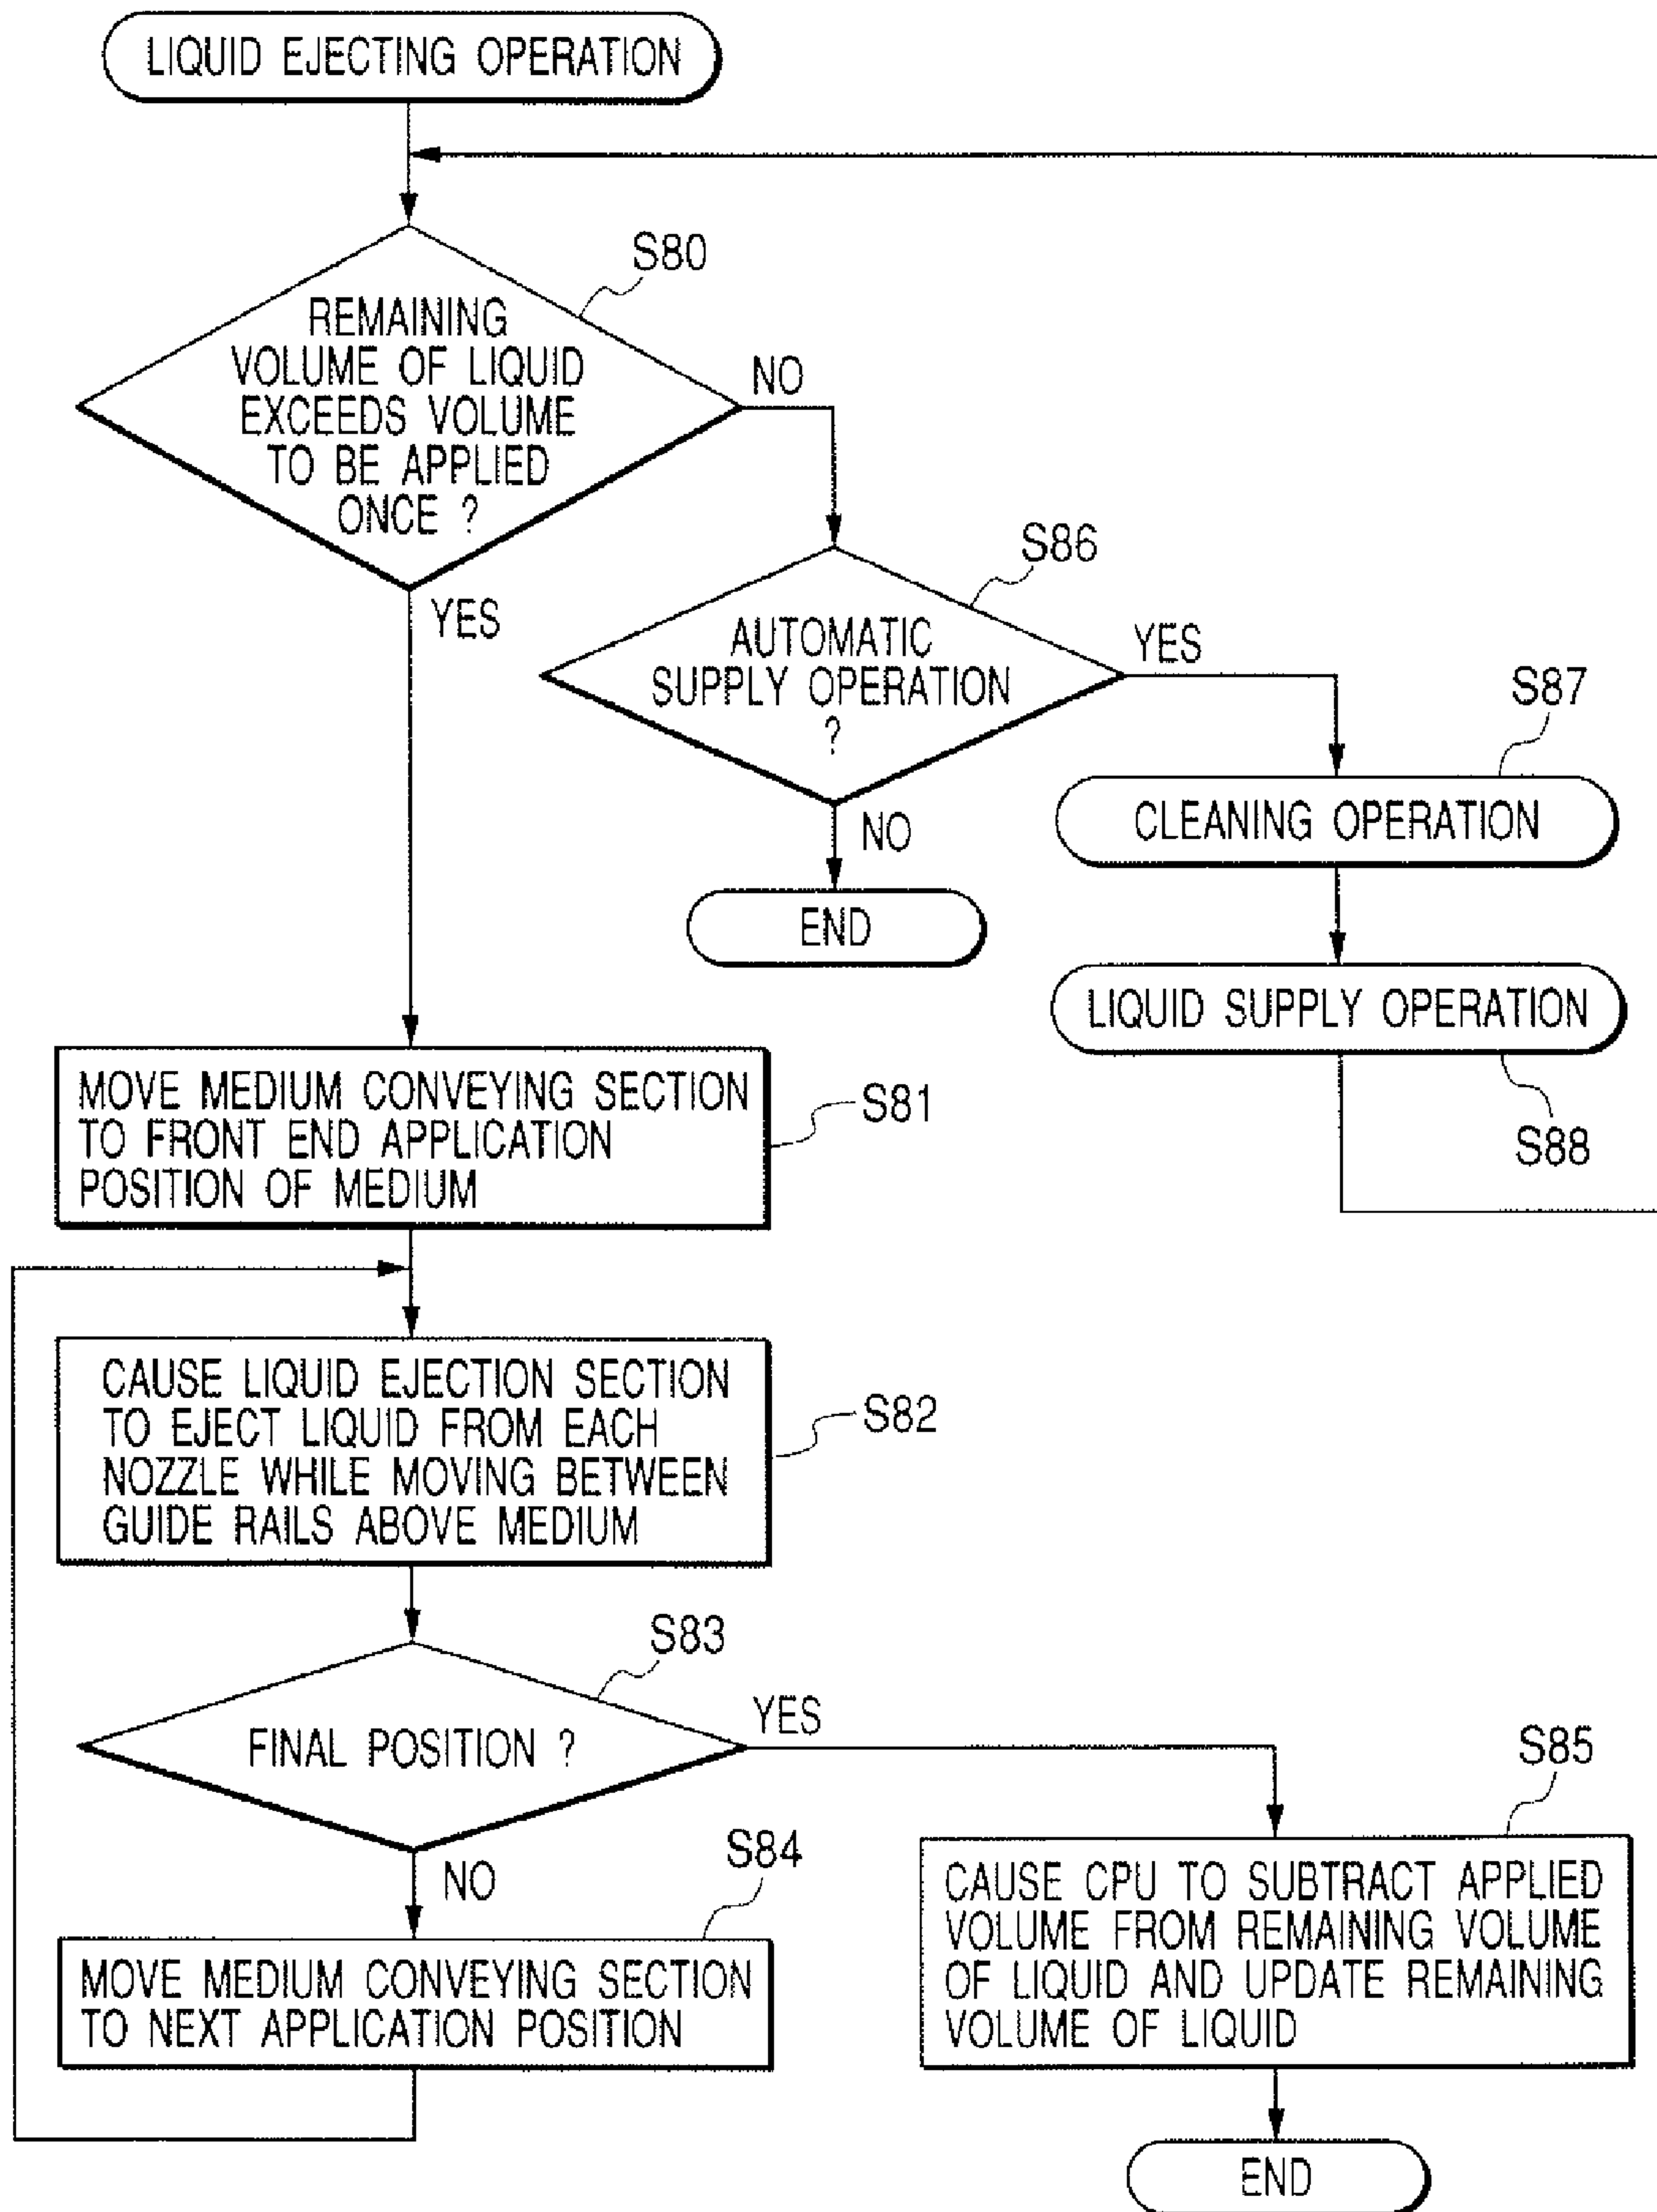 LIQUID EJECTING OPERATION
S80
REMAINING
VOLUME OF LIQUID
EXCEEDS VOLUME
TO BE APPLIED
ONCE ?
NO
YES
S86
AUTOMATIC
SUPPLY OPERATION
?
YES
NO
END
S87
CLEANING OPERATION
LIQUID SUPPLY OPERATION
S88
MOVE MEDIUM CONVEYING SECTION
TO FRONT END APPLICATION
POSITION OF MEDIUM
S81
CAUSE LIQUID EJECTION SECTION
TO EJECT LIQUID FROM EACH
NOZZLE WHILE MOVING BETWEEN
GUIDE RAILS ABOVE MEDIUM
S82
S83
FINAL POSITION ?
YES
NO
S84
MOVE MEDIUM CONVEYING SECTION
TO NEXT APPLICATION POSITION
S85
CAUSE CPU TO SUBTRACT APPLIED
VOLUME FROM REMAINING VOLUME
OF LIQUID AND UPDATE REMAINING
VOLUME OF LIQUID
END